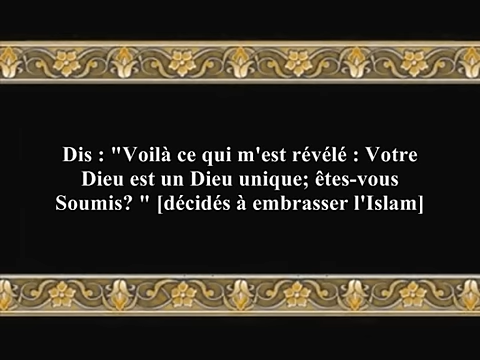 Dis : "Voilà ce qui m'est révélé : Votre
Dieu est un Dieu unique; êtes-vous
Soumis? " [décidés à embrasser l'Islam]